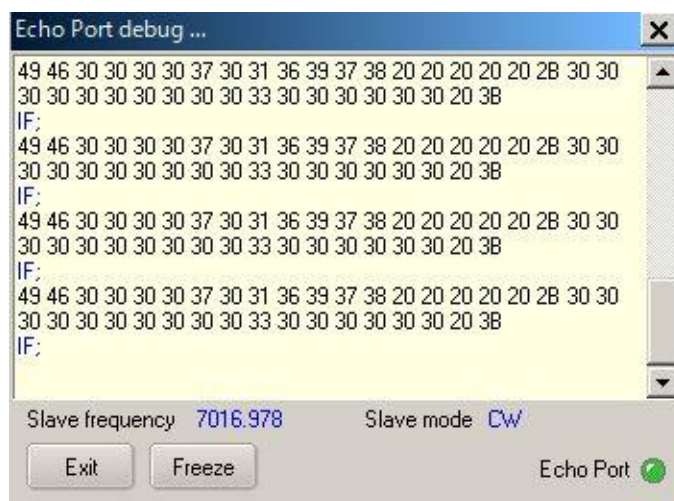 Echo Port debug ...
49 46 30 30 30 30 37 30 31 36 39 37 38 20 20 20 20 20 2B 30 30
30 30 30 30 30 30 30 33 30 30 30 30 30 30 20 3B
IF;
49 46 30 30 30 30 37 30 31 36 39 37 38 20 20 20 20 20 2B 30 30
30 30 30 30 30 30 30 33 30 30 30 30 30 30 20 3B
IF;
49 46 30 30 30 30 37 30 31 36 39 37 38 20 20 20 20 20 2B 30 30
30 30 30 30 30 30 30 33 30 30 30 30 30 30 20 3B
IF;
49 46 30 30 30 30 37 30 31 36 39 37 38 20 20 20 20 20 2B 30 30
30 30 30 30 30 30 30 33 30 30 30 30 30 30 20 3B
IF;
Slave frequency 7016.978 Slave mode CW
Exit Freeze Echo Port